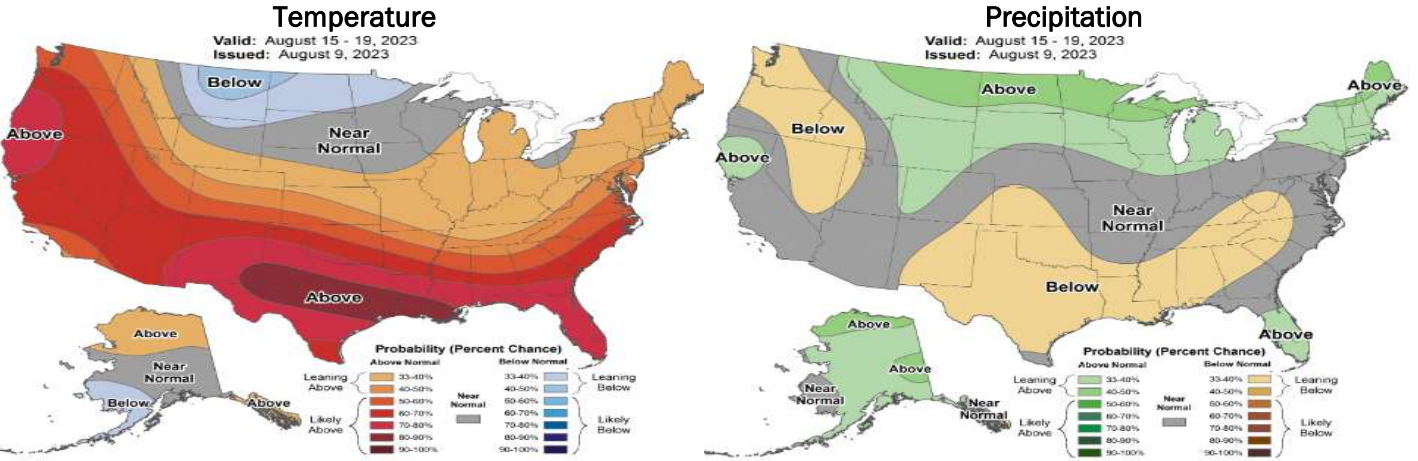 Temperature
Valid: August 15 - 19, 2023
Issued: August 9, 2023
Below
Above
Near
Normal
Above
Above
Near
Normal
Below
Above
Probability (Percent Chance)
Above Normal
Below Normal
Leaning
Above
33-40%
40-50%
Likely
Above
50-60%
60-70%
70-80%
80-90%
90-100%
Near
Normal
33-40%
40-50%
Leaning
Below
50-60%
60-70%
70-80%
80-90%
90-100%
Likely
Below
Precipitation
Valid: August 15 - 19, 2023
Issued: August 9, 2023
Above
Above
Below
Above
Near
Normal
Below
Above
Above
Above
Near
Normal
Near
Normal
Probability (Percent Chance)
Above Normal
Below Normal
Leaning
Above
33-40%
40-50%
Likely
Above
50-60%
60-70%
70-80%
80-90%
90-100%
Near
Normal
33-40%
40-50%
Leaning
Below
50-60%
60-70%
70-80%
80-90%
90-100%
Likely
Below